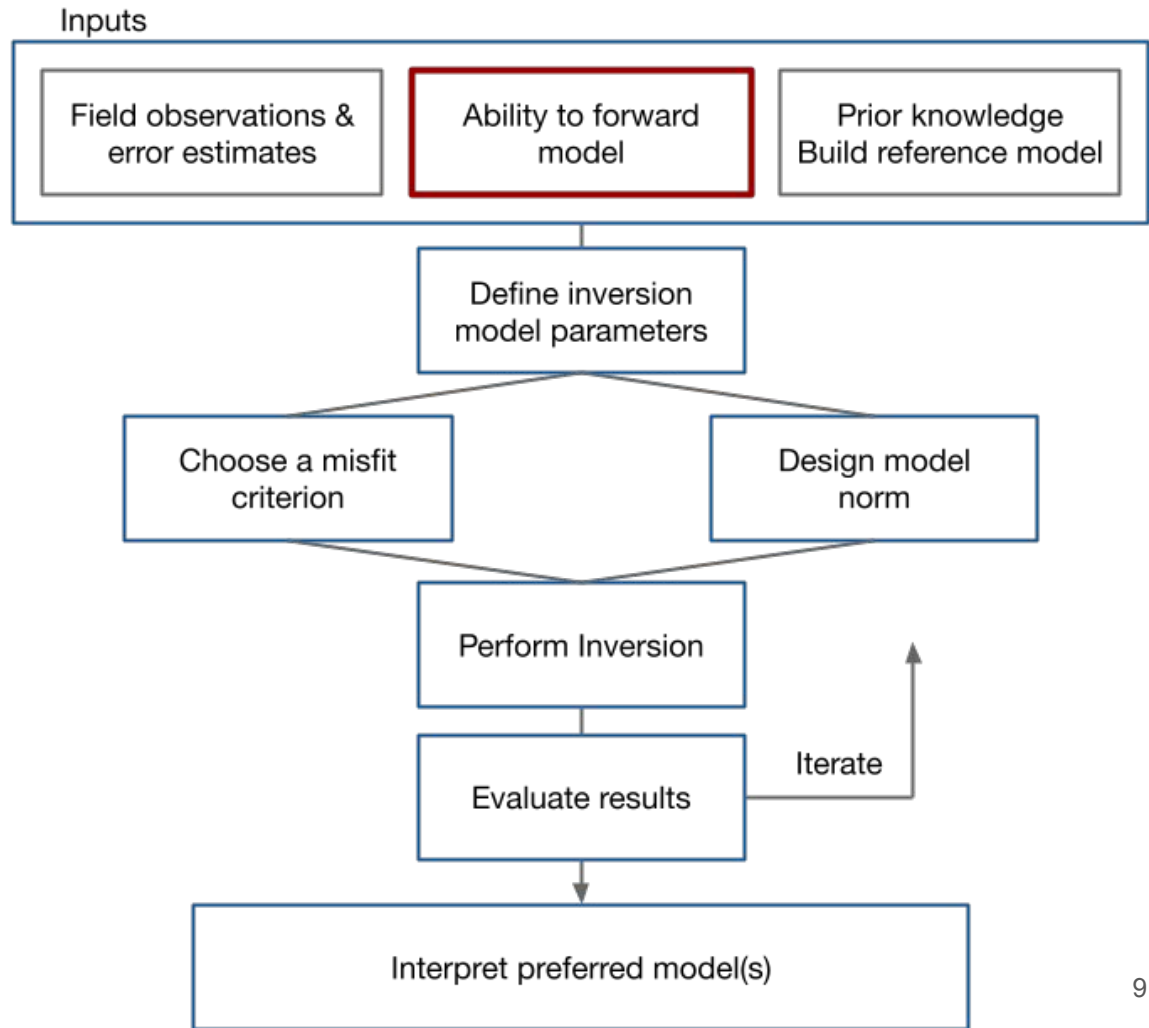 Inputs
Field observations &
error estimates
Ability to forward
model
Prior knowledge
Build reference model
Define inversion
model parameters
Choose a misfit
criterion
Design model
norm
Perform Inversion
Evaluate results
Iterate
Interpret preferred model(s)
9